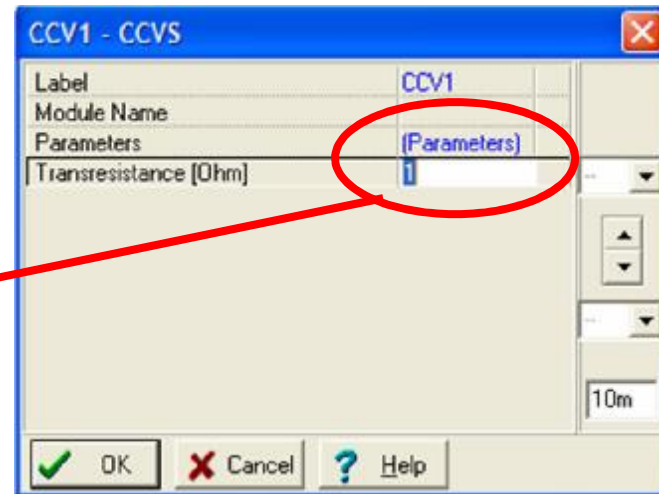 CCV1 - CCVS
Label CCV1
Module Name
Parameters (Parameters)
Transresistance [Ohm] 1
--
--
10m
OK Cancel ? Help